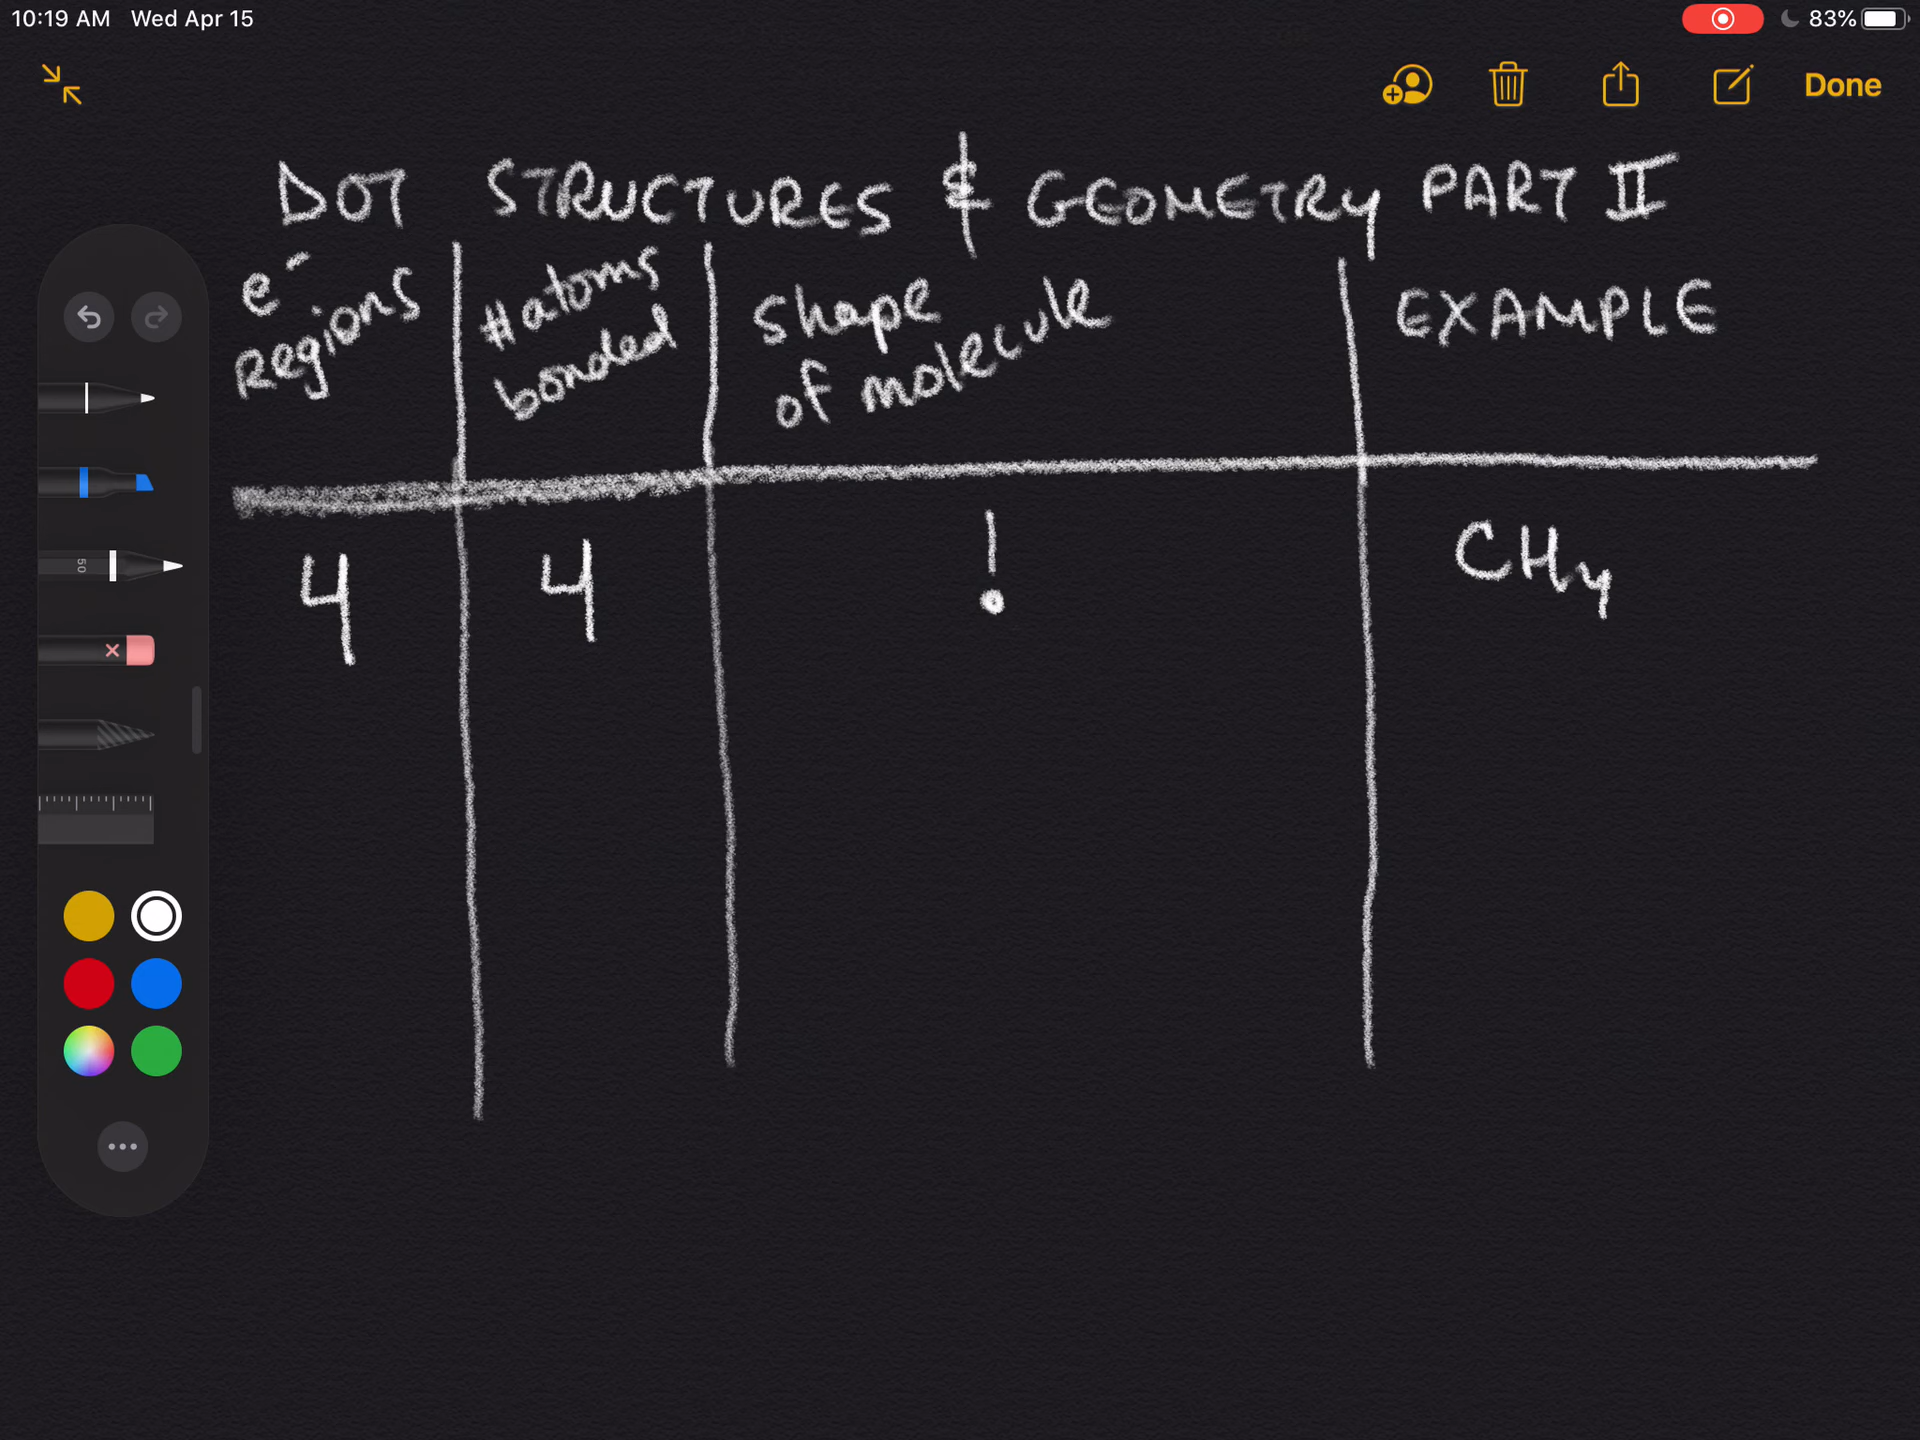 10:19 AM Wed Apr 15
83%
Done
DOT STRUCTURES & GEOMETRY PART II
e⁻ regions
#atoms bonded
shape of molecule
EXAMPLE
50
4 4 ! CH₄